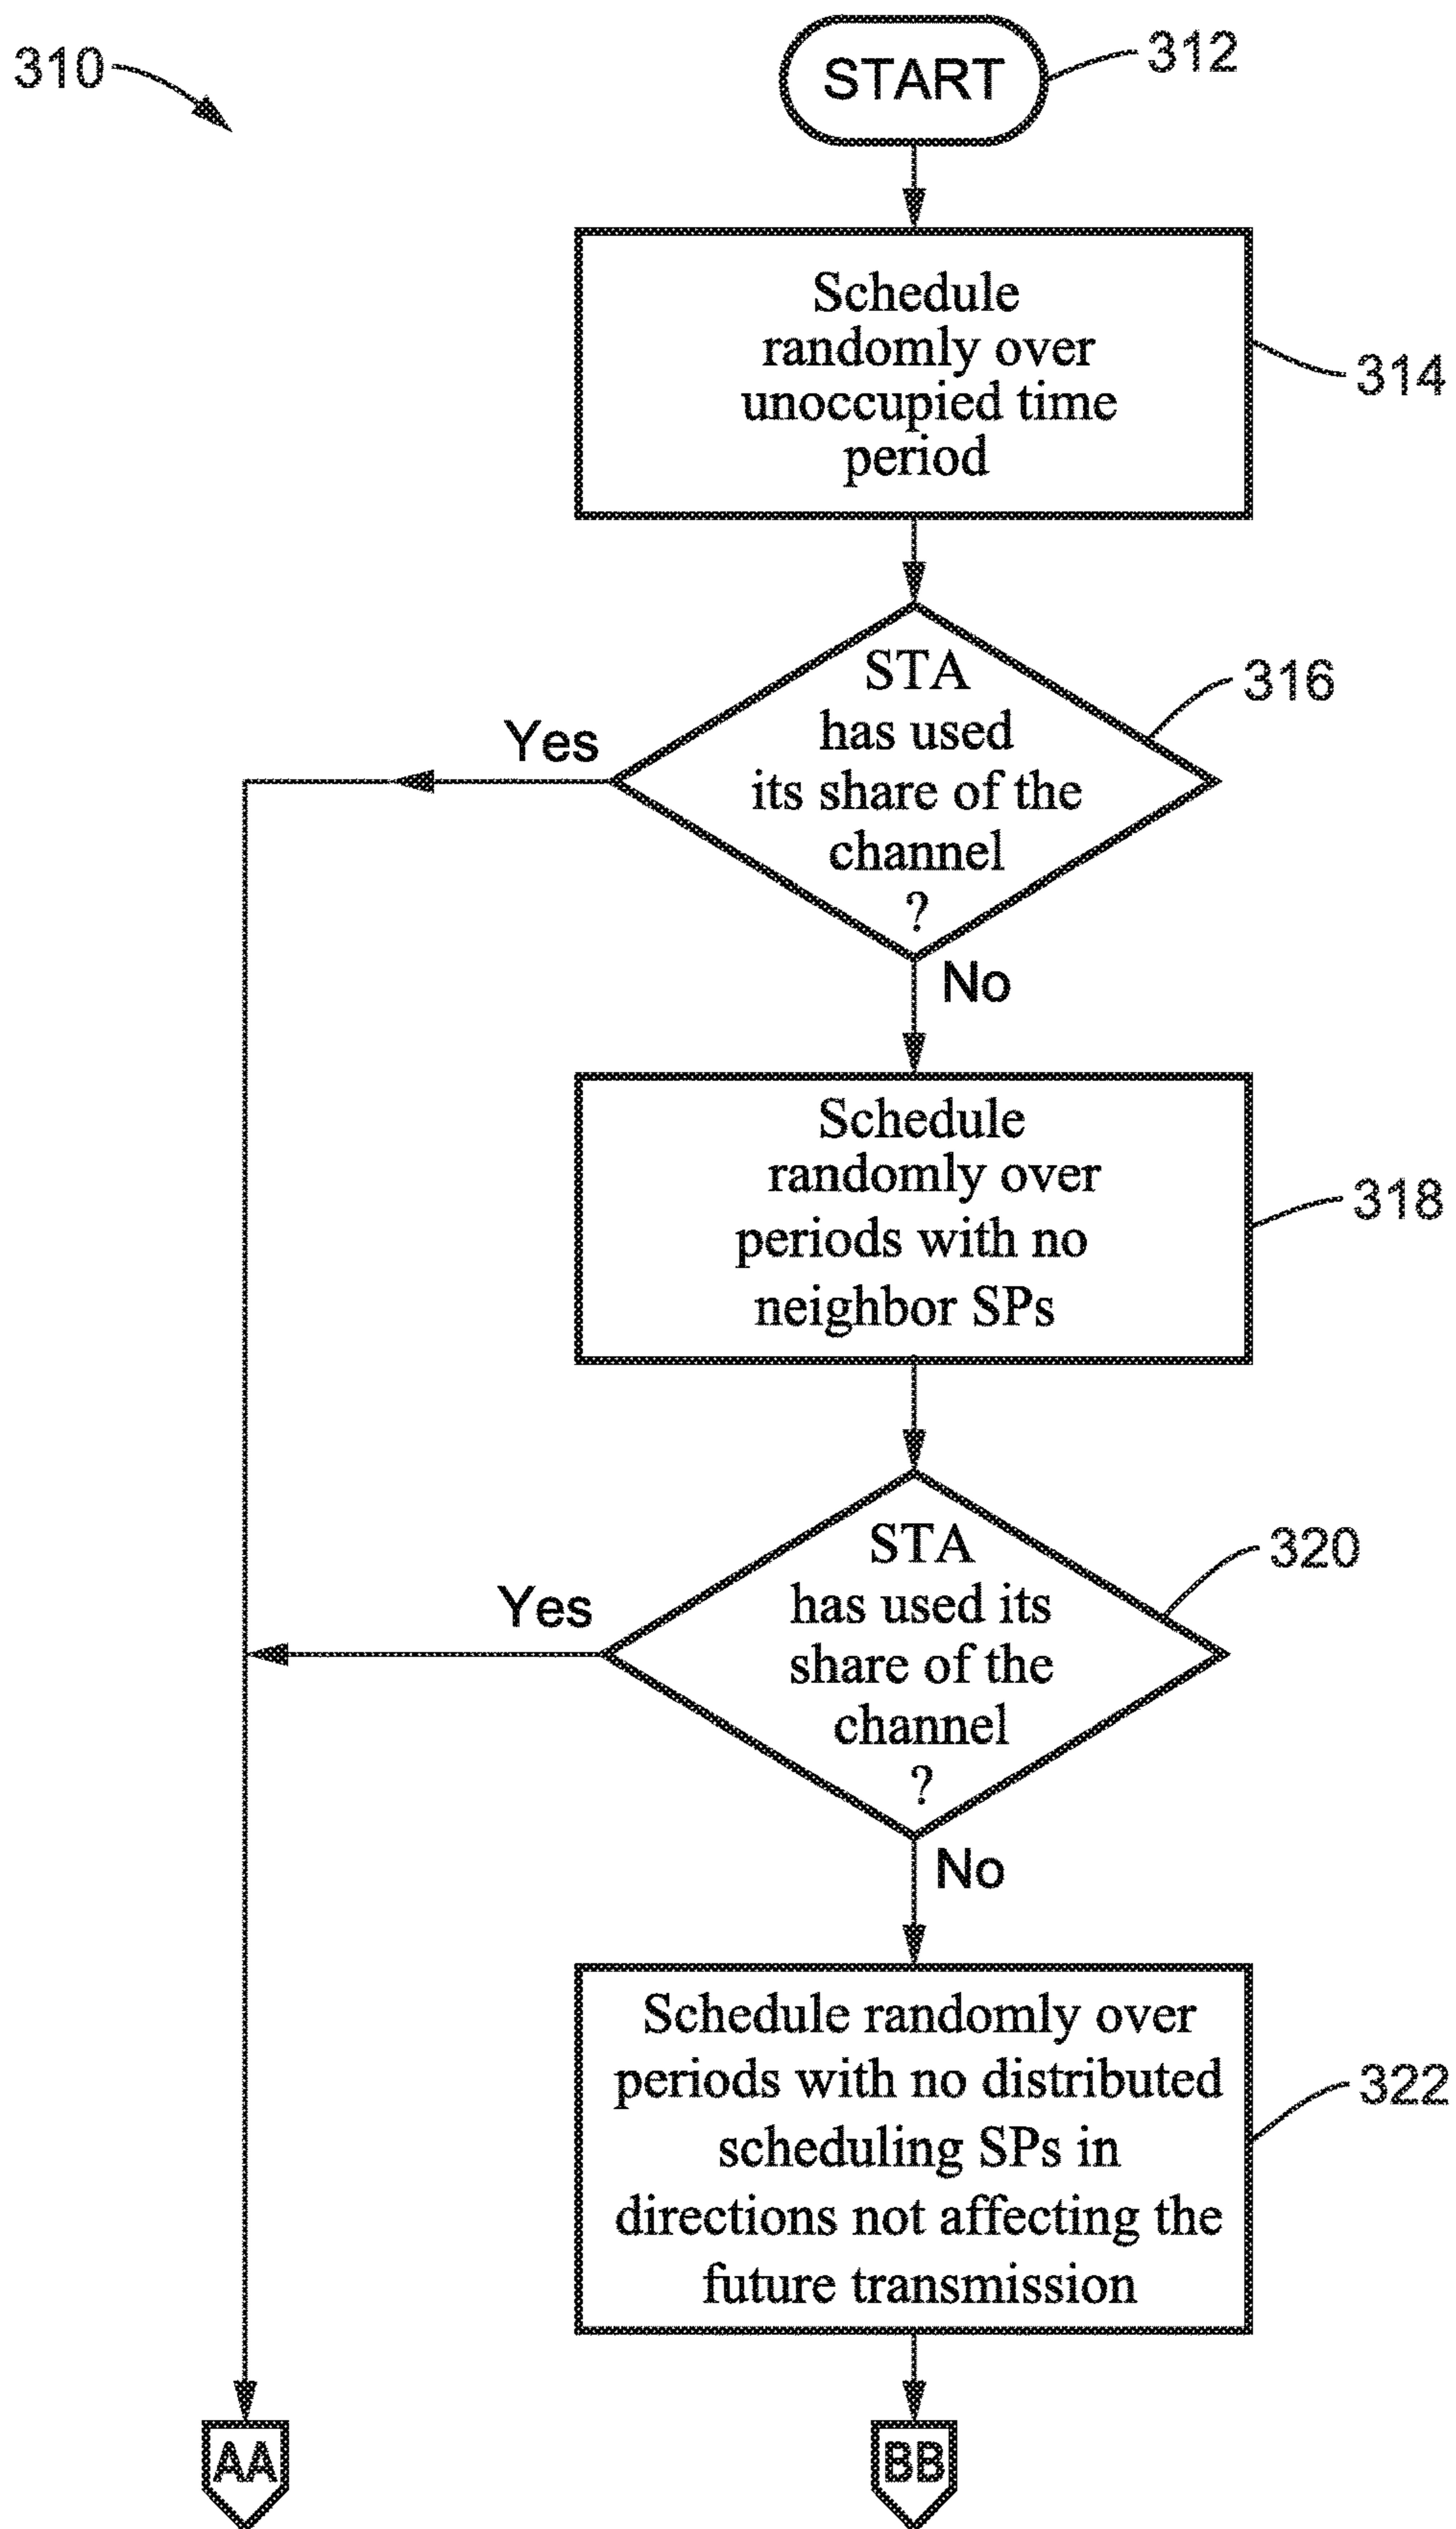 310
START
312
Schedule
randomly over
unoccupied time
period
314
STA
has used
its share of the
channel
?
316
Yes
No
Schedule
randomly over
periods with no
neighbor SPs
318
STA
has used its
share of the
channel
?
320
Yes
No
Schedule randomly over
periods with no distributed
scheduling SPs in
directions not affecting the
future transmission
322
AA
BB